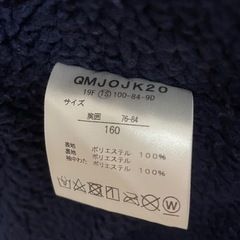 QMJOJK20
19F ⑮ 100-84-90
サイズ
胸囲 76-84
160
表地 ポリエステル 100%
裏地 ポリエステル
袖中わた ポリエステル 100%